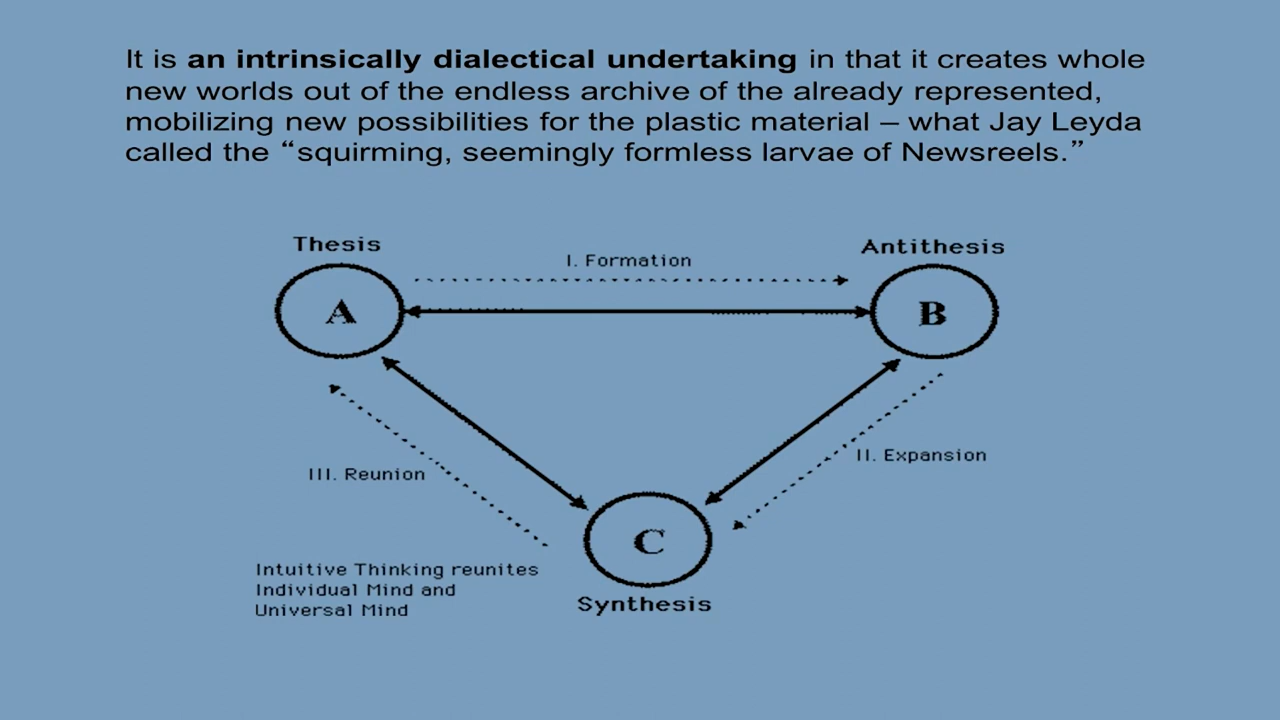 It is an intrinsically dialectical undertaking in that it creates whole
new worlds out of the endless archive of the already represented,
mobilizing new possibilities for the plastic material – what Jay Leyda
called the “squirming, seemingly formless larvae of Newsreels.”
Thesis
Antithesis
I. Formation
A
B
II. Expansion
III. Reunion
C
Intuitive Thinking reunites
Individual Mind and
Universal Mind
Synthesis